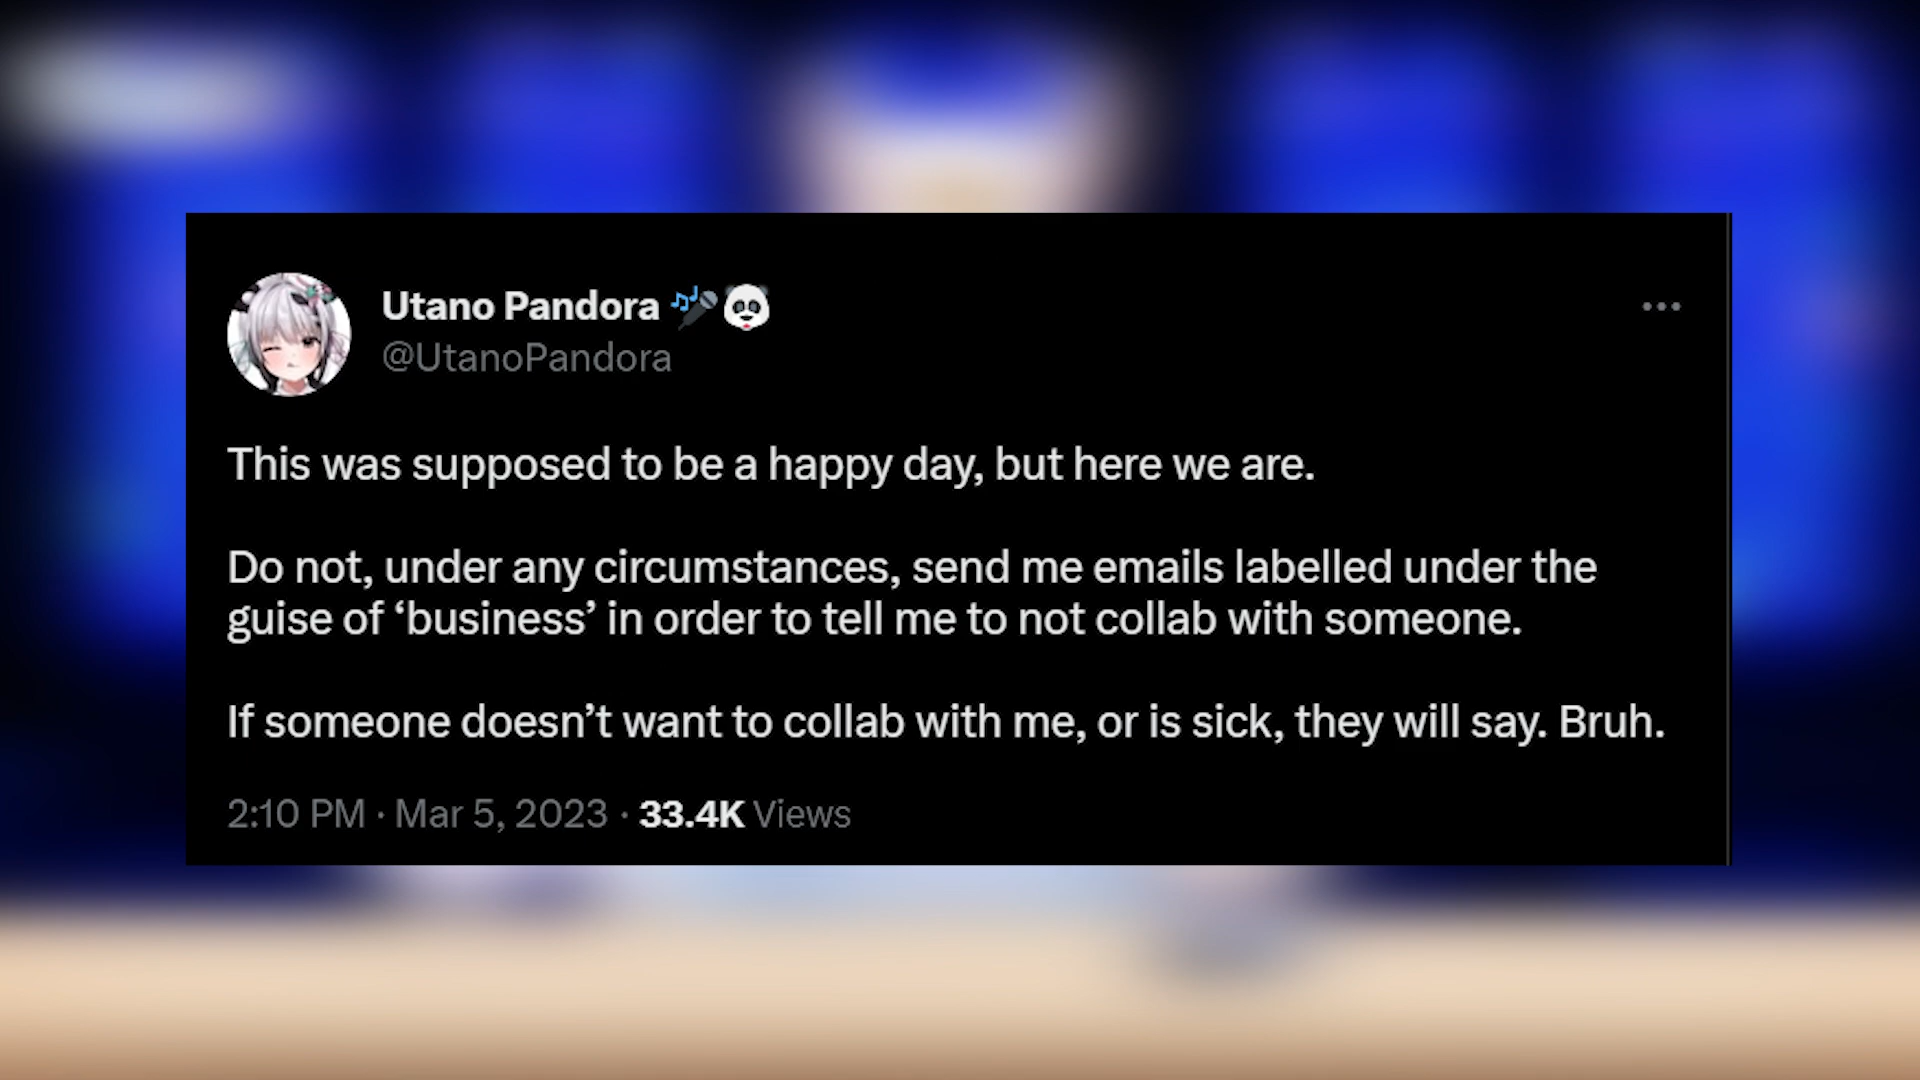 Utano Pandora 🎶🎤🐼
@UtanoPandora
This was supposed to be a happy day, but here we are.
Do not, under any circumstances, send me emails labelled under the
guise of ‘business’ in order to tell me to not collab with someone.
If someone doesn’t want to collab with me, or is sick, they will say. Bruh.
2:10 PM · Mar 5, 2023 · 33.4K Views